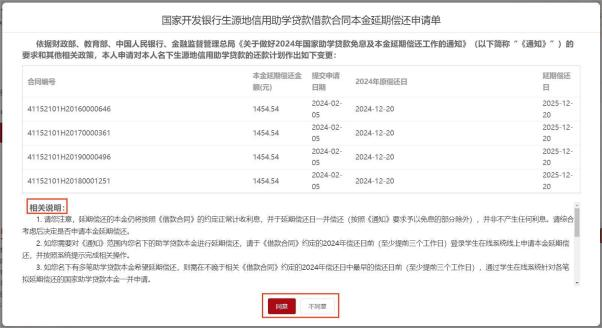 国家开发银行生源地信用助学贷款借款合同本金延期偿还申请单
依据财政部、教育部、中国人民银行、金融监督管理总局《关于做好2024年国家助学贷款免息及本金延期偿还工作的通知》（以下简称“《通知》”）的
要求和其他相关政策，本人申请对本人名下生源地信用助学贷款的还款计划作出如下变更：
合同编号 本金延期偿还金额(元) 提交申请日期 2024年原偿还日 延期偿还日
41152101H20160000646 1454.54 2024-02-05 2024-12-20 2025-12-20
41152101H20170000361 1454.54 2024-02-05 2024-12-20 2025-12-20
41152101H20190000496 1454.54 2024-02-05 2024-12-20 2025-12-20
41152101H20180001251 1454.54 2024-02-05 2024-12-20 2025-12-20
相关说明：
1. 请您注意，延期偿还的本金仍将按照《借款合同》的约定正常计收利息，并于延期偿还日一并偿还（按照《通知》要求予以免息的部分除外），并非不产生任何利息。请综合
考虑后决定是否申请本金延期偿还。
2. 如您需要对《通知》范围内您名下的助学贷款本金进行延期偿还，请于《借款合同》约定的2024年偿还日前（至少提前三个工作日）登录学生在线系统线上申请本金延期偿
还，并按照系统提示完成相关操作。
3. 如您名下有多笔助学贷款本金希望延期偿还，则需在不晚于相关《借款合同》约定的2024年偿还日中最早的偿还日前（至少提前三个工作日），通过学生在线系统针对各笔
拟延期偿还的国家助学贷款本金一并申请。
同意 不同意